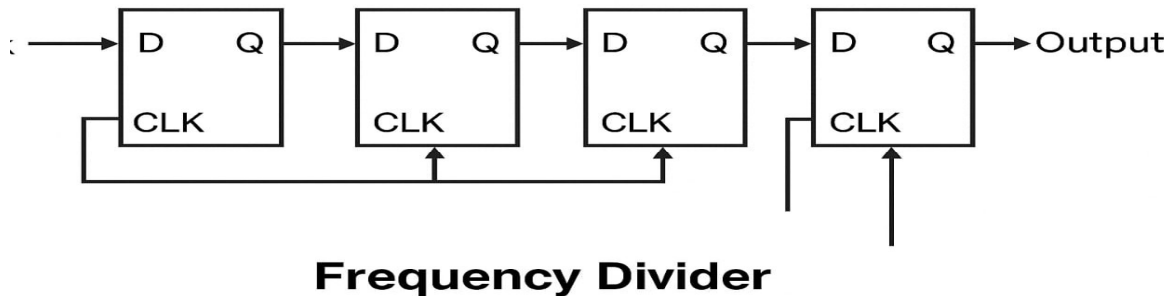 D Q D Q D Q D Q Output
CLK CLK CLK CLK
Frequency Divider